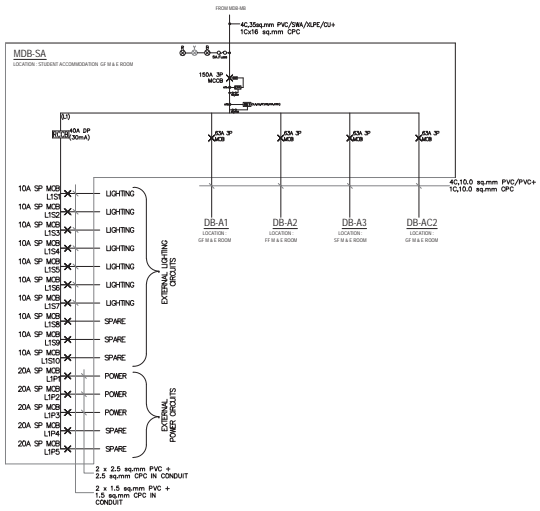 FROM MDB-MB
4C,35sq.mm PVC/SWA/XLPE/CU+
1Cx16 sq.mm CPC
MDB-SA
LOCATION : STUDENT ACCOMMODATION GF M & E ROOM
R Y B
5A Fuse
150A 3P
MCCB
(L1)
RCCB
40A DP
(30mA)
63A 3P
MCB
63A 3P
MCB
63A 3P
MCB
63A 3P
MCB
4C,10.0 sq.mm PVC/PVC+
1C,10.0 sq.mm CPC
DB-A1
LOCATION :
GF M & E ROOM
DB-A2
LOCATION :
FF M & E ROOM
DB-A3
LOCATION :
SF M & E ROOM
DB-AC2
LOCATION :
GF M & E ROOM
10A SP MCB
L1S1
LIGHTING
10A SP MCB
L1S2
LIGHTING
10A SP MCB
L1S3
LIGHTING
10A SP MCB
L1S4
LIGHTING
10A SP MCB
L1S5
LIGHTING
10A SP MCB
L1S6
LIGHTING
10A SP MCB
L1S7
LIGHTING
10A SP MCB
L1S8
SPARE
10A SP MCB
L1S9
SPARE
10A SP MCB
L1S10
SPARE
EXTERNAL LIGHTING
CIRCUITS
20A SP MCB
L1P1
POWER
20A SP MCB
L1P2
POWER
20A SP MCB
L1P3
POWER
20A SP MCB
L1P4
SPARE
20A SP MCB
L1P5
SPARE
EXTERNAL
POWER CIRCUITS
2 x 2.5 sq.mm PVC +
2.5 sq.mm CPC IN CONDUIT
2 x 1.5 sq.mm PVC +
1.5 sq.mm CPC IN
CONDUIT